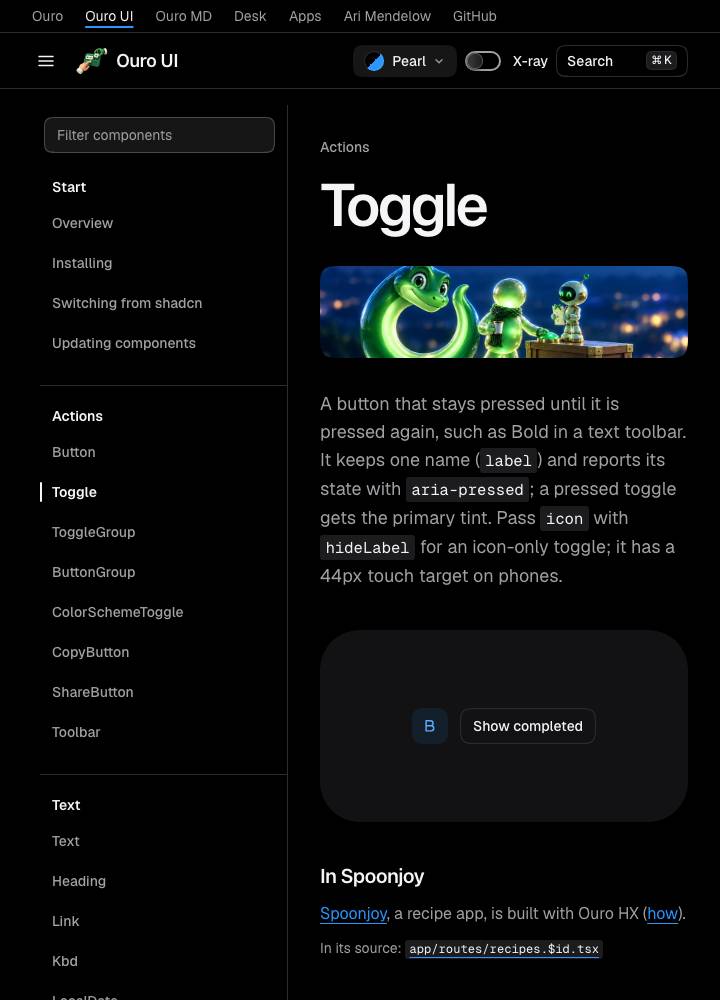 Ouro Ouro UI Ouro MD Desk Apps Ari Mendelow GitHub
Ouro UI Pearl X-ray Search ⌘ K
Filter components
Start
Overview
Installing
Switching from shadcn
Updating components
Actions
Button
Toggle
ToggleGroup
ButtonGroup
ColorSchemeToggle
CopyButton
ShareButton
Toolbar
Text
Text
Heading
Link
Kbd
LocalDate
Actions
Toggle
A button that stays pressed until it is
pressed again, such as Bold in a text toolbar.
It keeps one name (label) and reports its
state with aria-pressed; a pressed toggle
gets the primary tint. Pass icon with
hideLabel for an icon-only toggle; it has a
44px touch target on phones.
B Show completed
In Spoonjoy
Spoonjoy, a recipe app, is built with Ouro HX (how).
In its source: app/routes/recipes.$id.tsx